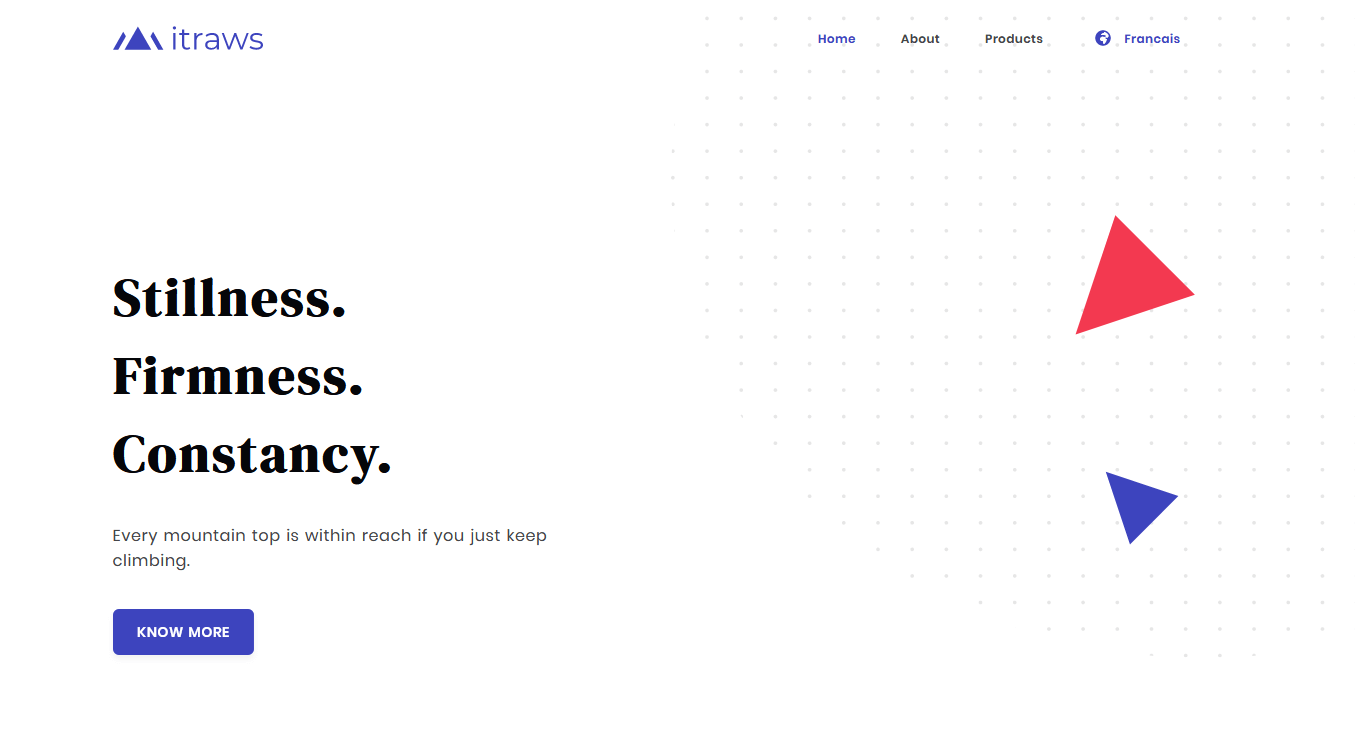 itraws
Home About Products Francais
Stillness.
Firmness.
Constancy.
Every mountain top is within reach if you just keep
climbing.
KNOW MORE